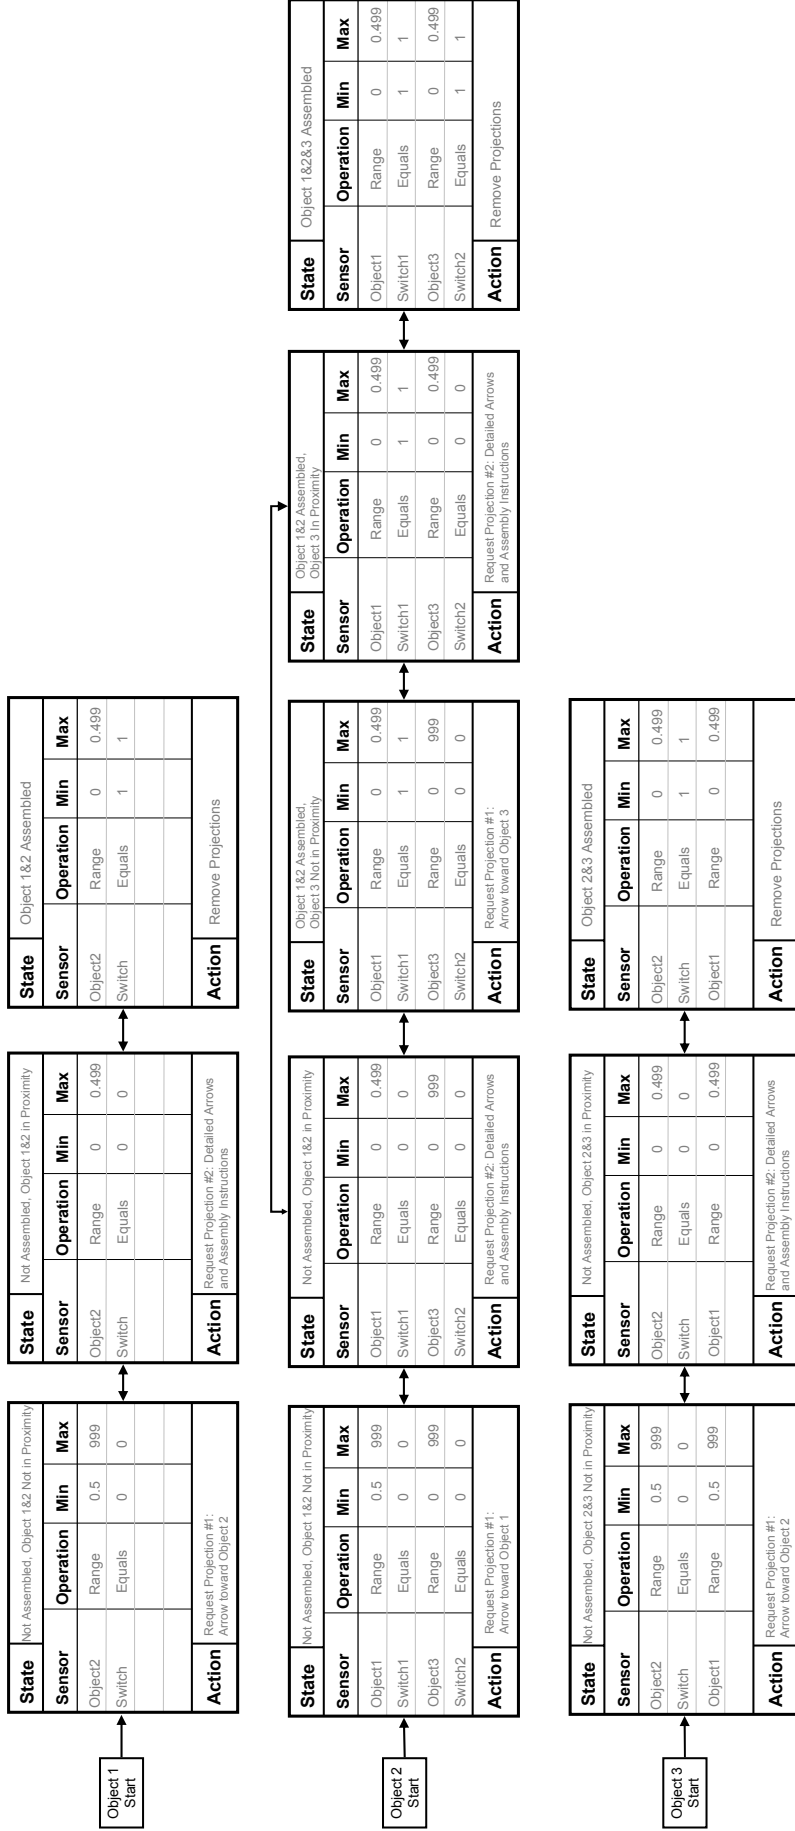 Object 1
Start
State Not Assembled, Object 1&2 Not in Proximity
Sensor Operation Min Max
Object2 Range 0.5 999
Switch Equals 0 0
Action Request Projection #1:
Arrow toward Object 2
State Not Assembled, Object 1&2 in Proximity
Sensor Operation Min Max
Object2 Range 0 0.499
Switch Equals 0 0
Action Request Projection #2: Detailed Arrows
and Assembly Instructions
State Object 1&2 Assembled
Sensor Operation Min Max
Object2 Range 0 0.499
Switch Equals 1 1
Action Remove Projections
Object 2
Start
State Not Assembled, Object 1&2 Not in Proximity
Sensor Operation Min Max
Object1 Range 0.5 999
Switch1 Equals 0 0
Object3 Range 0 999
Switch2 Equals 0 0
Action Request Projection #1:
Arrow toward Object 1
State Not Assembled, Object 1&2 in Proximity
Sensor Operation Min Max
Object1 Range 0 0.499
Switch1 Equals 0 0
Object3 Range 0 999
Switch2 Equals 0 0
Action Request Projection #2: Detailed Arrows
and Assembly Instructions
State Object 1&2 Assembled,
Object 3 Not in Proximity
Sensor Operation Min Max
Object1 Range 0 0.499
Switch1 Equals 1 1
Object3 Range 0 999
Switch2 Equals 0 0
Action Request Projection #1:
Arrow toward Object 3
State Object 1&2 Assembled,
Object 3 In Proximity
Sensor Operation Min Max
Object1 Range 0 0.499
Switch1 Equals 1 1
Object3 Range 0 0.499
Switch2 Equals 0 0
Action Request Projection #2: Detailed Arrows
and Assembly Instructions
State Object 1&2&3 Assembled
Sensor Operation Min Max
Object1 Range 0 0.499
Switch1 Equals 1 1
Object3 Range 0 0.499
Switch2 Equals 1 1
Action Remove Projections
Object 3
Start
State Not Assembled, Object 2&3 Not in Proximity
Sensor Operation Min Max
Object2 Range 0.5 999
Switch Equals 0 0
Object1 Range 0.5 999
Action Request Projection #1:
Arrow toward Object 2
State Not Assembled, Object 2&3 in Proximity
Sensor Operation Min Max
Object2 Range 0 0.499
Switch Equals 0 0
Object1 Range 0 0.499
Action Request Projection #2: Detailed Arrows
and Assembly Instructions
State Object 2&3 Assembled
Sensor Operation Min Max
Object2 Range 0 0.499
Switch Equals 1 1
Object1 Range 0 0.499
Action Remove Projections